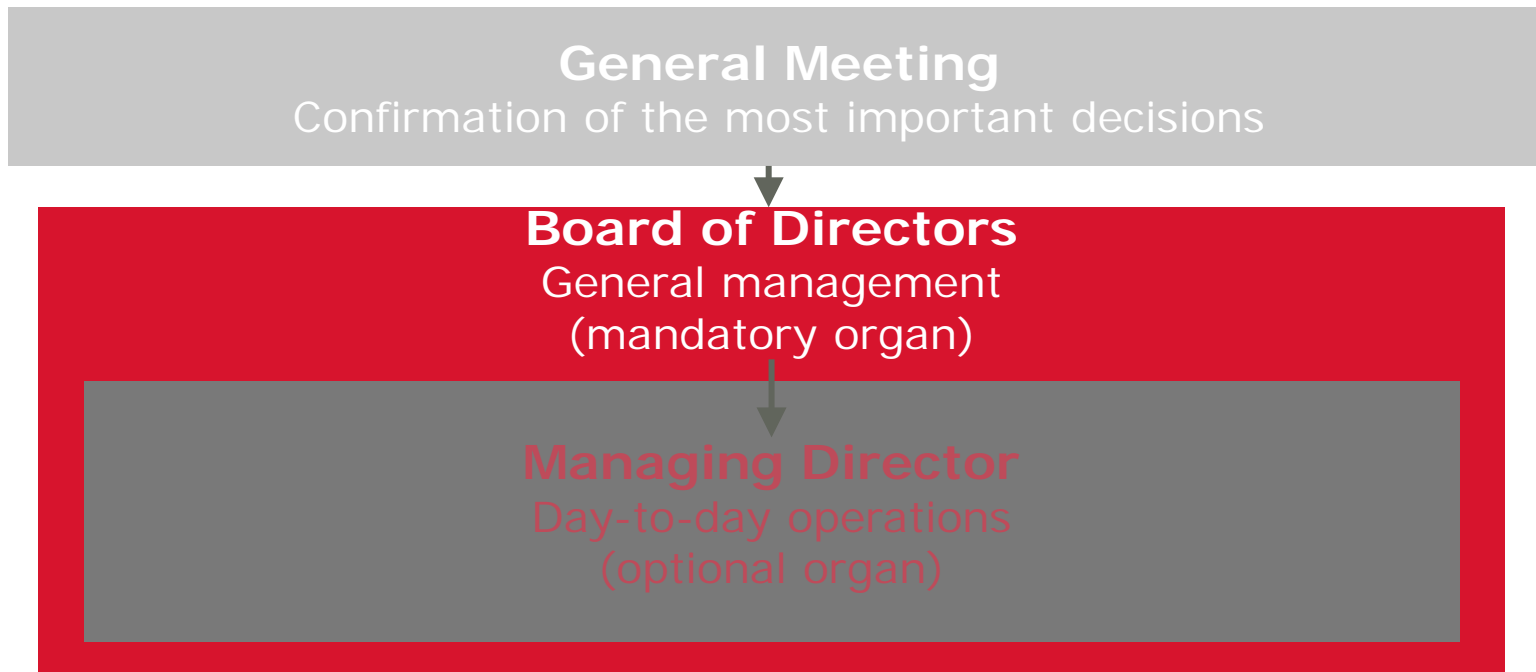 General Meeting
Confirmation of the most important decisions
Board of Directors
General management
(mandatory organ)
Managing Director
Day-to-day operations
(optional organ)